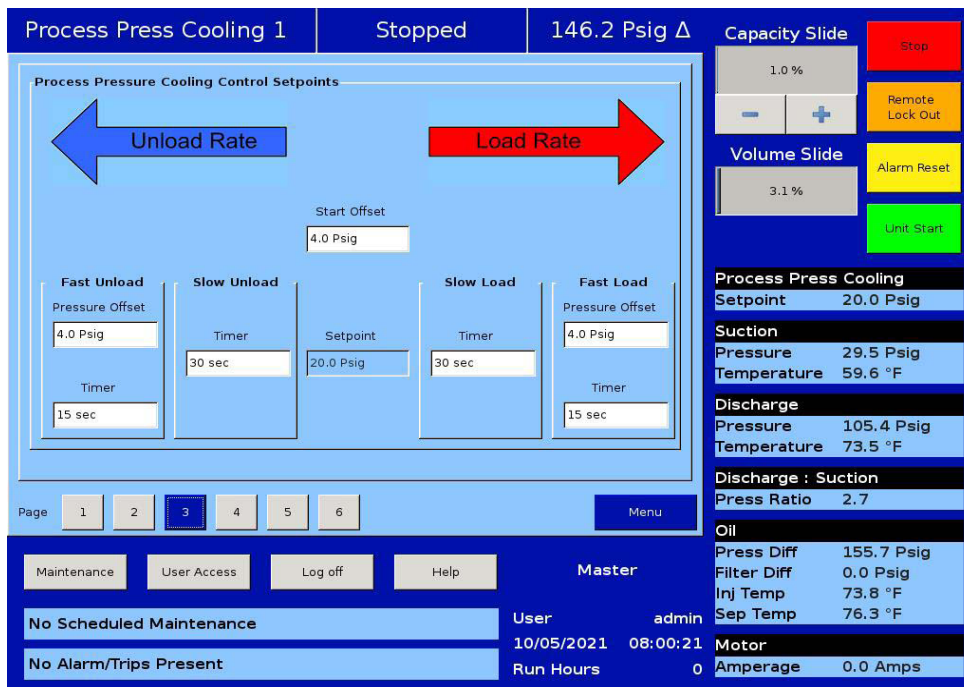 Process Press Cooling 1
Stopped
146.2 Psig Δ
Process Pressure Cooling Control Setpoints
Unload Rate
Load Rate
Start Offset
4.0 Psig
Fast Unload
Pressure Offset
4.0 Psig
Timer
15 sec
Slow Unload
Timer
30 sec
Setpoint
20.0 Psig
Slow Load
Timer
30 sec
Fast Load
Pressure Offset
4.0 Psig
Timer
15 sec
Page 1 2 3 4 5 6
Menu
Maintenance
User Access
Log off
Help
Master
No Scheduled Maintenance
No Alarm/Trips Present
User admin
10/05/2021 08:00:21
Run Hours 0
Capacity Slide
1.0 %
Volume Slide
3.1 %
Stop
Remote
Lock Out
Alarm Reset
Unit Start
Process Press Cooling
Setpoint 20.0 Psig
Suction
Pressure 29.5 Psig
Temperature 59.6 °F
Discharge
Pressure 105.4 Psig
Temperature 73.5 °F
Discharge : Suction
Press Ratio 2.7
Oil
Press Diff 155.7 Psig
Filter Diff 0.0 Psig
Inj Temp 73.8 °F
Sep Temp 76.3 °F
Motor
Amperage 0.0 Amps